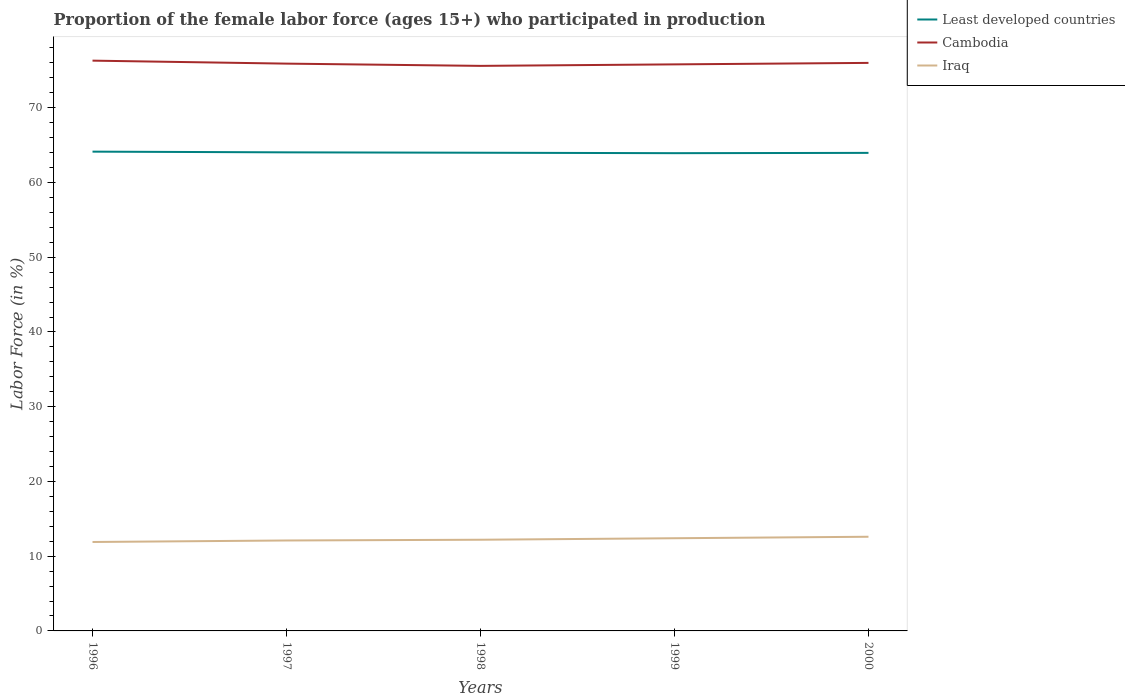 Proportion of the female labor force (ages 15+) who participated in production
Least developed countries
Cambodia
Iraq
Labor Force (in %)
70
60
50
40
30
20
10
0
1996
1997
1998
1999
2000
Years